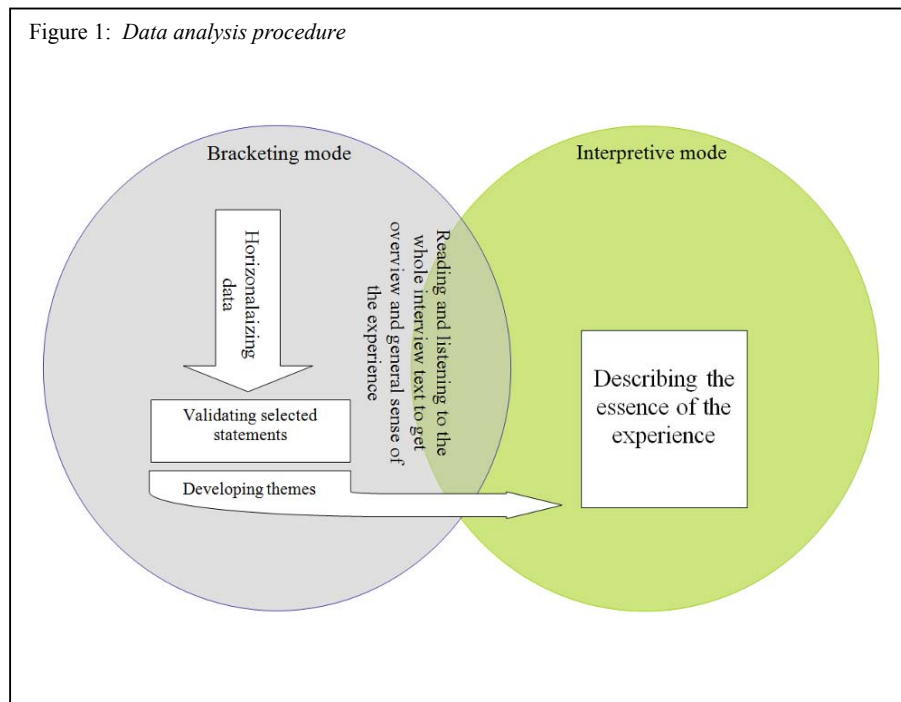 Figure 1:  Data analysis procedure
Bracketing mode
Interpretive mode
Horizonalaizing
data
Reading and listening to the
whole interview text to get
overview and general sense of
the experience
Validating selected
statements
Developing themes
Describing the
essence of the
experience